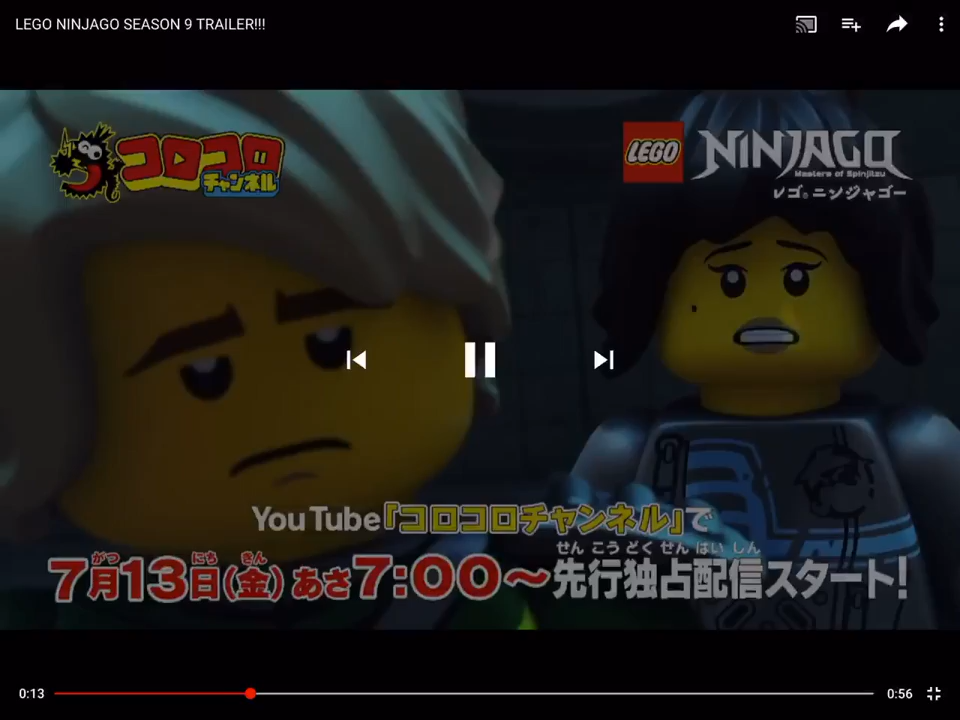 LEGO NINJAGO SEASON 9 TRAILER!!!
コロコロ
チャンネル
LEGO NINJAGO
Masters of Spinjitzu
レゴ®ニンジャゴー
YouTube『コロコロチャンネル』で
がつ にち きん せん こう どく せん はい しん
7月13日(金)あさ7:00〜先行独占配信スタート!
0:13
0:56